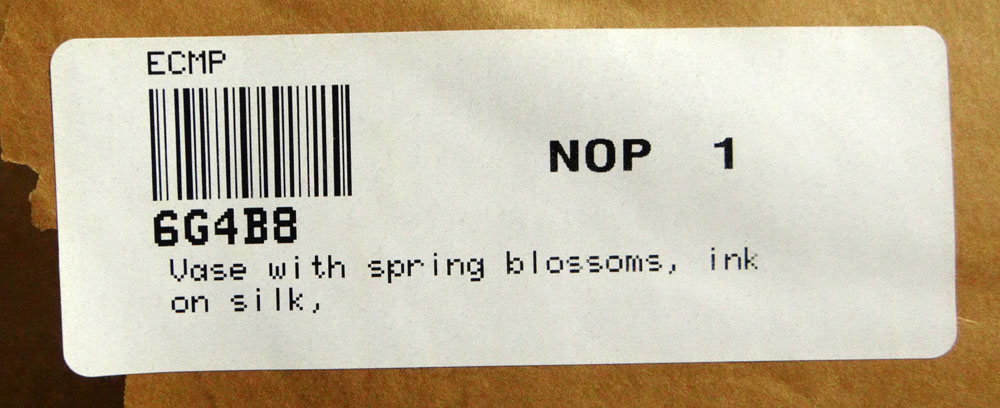 ECMP
NOP 1
6G4B8
Vase with spring blossoms, ink
on silk,